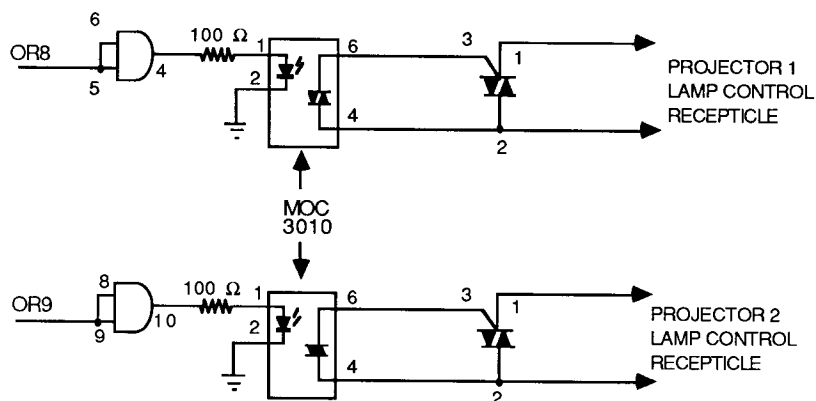 6
OR8
5
4
100 Ω
1
2
6
4
3
1
2
PROJECTOR 1
LAMP CONTROL
RECEPTICLE
MOC
3010
8
OR9
9
10
100 Ω
1
2
6
4
3
1
2
PROJECTOR 2
LAMP CONTROL
RECEPTICLE